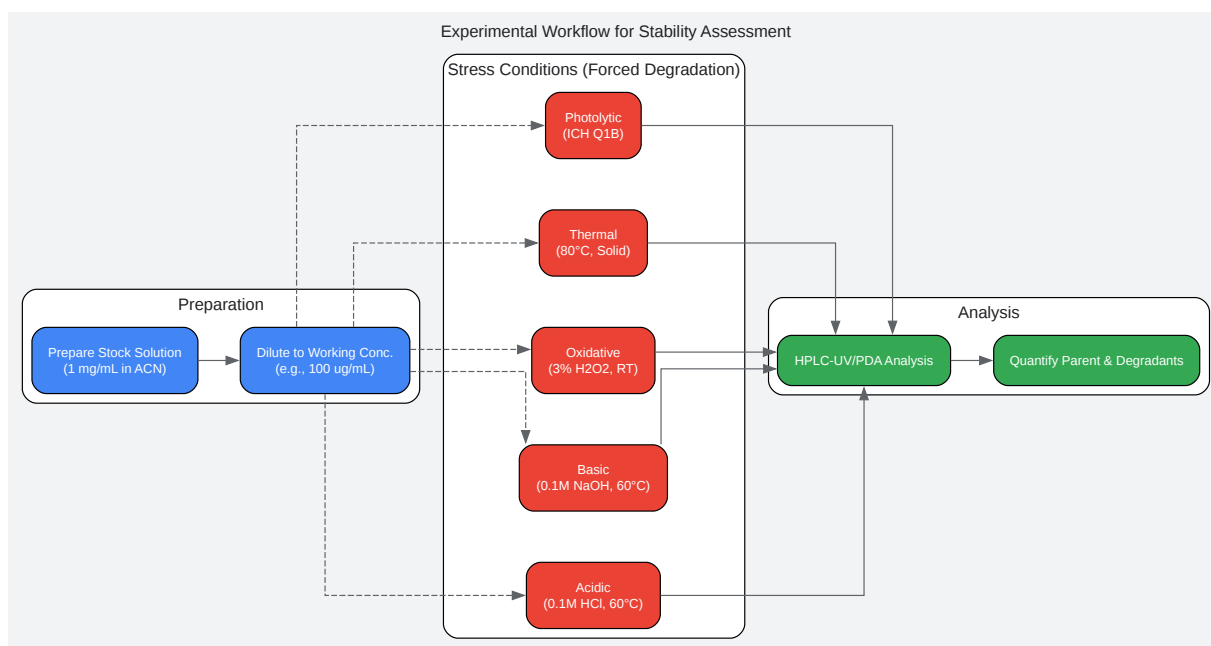 Experimental Workflow for Stability Assessment
Stress Conditions (Forced Degradation)
Photolytic
(ICH Q1B)
Thermal
(80°C, Solid)
Preparation
Prepare Stock Solution
(1 mg/mL in ACN)
Dilute to Working Conc.
(e.g., 100 ug/mL)
Oxidative
(3% H2O2, RT)
Basic
(0.1M NaOH, 60°C)
Acidic
(0.1M HCl, 60°C)
Analysis
HPLC-UV/PDA Analysis
Quantify Parent & Degradants